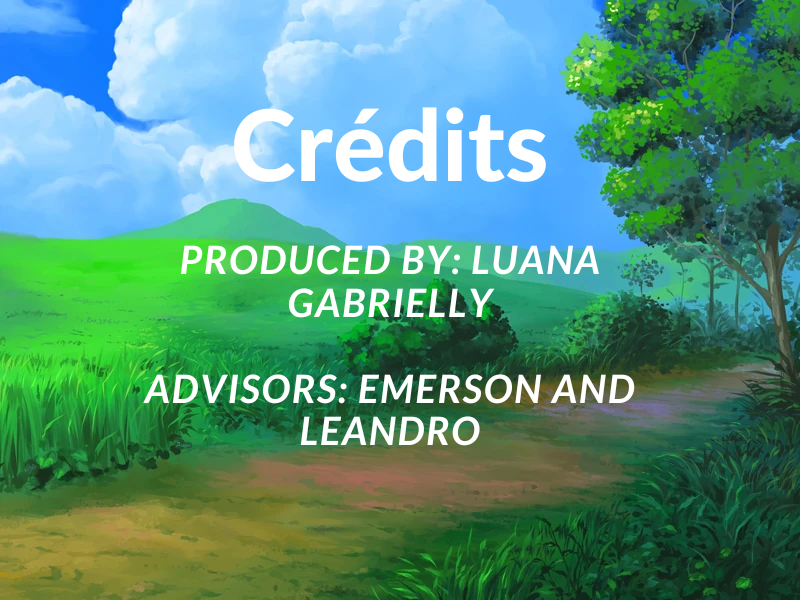 Crédits
PRODUCED BY: LUANA
GABRIELLY
ADVISORS: EMERSON AND
LEANDRO